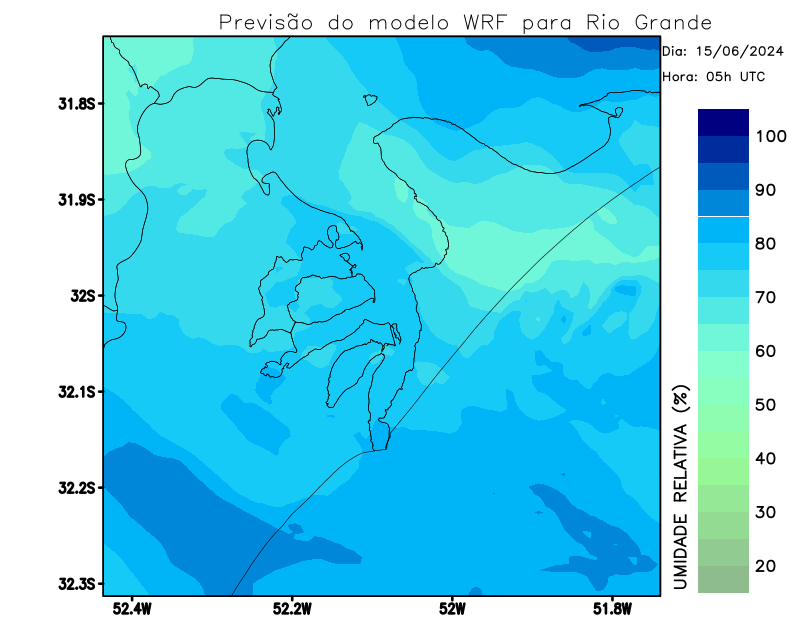 Previsão do modelo WRF para Rio Grande
Dia: 15/06/2024
Hora: 05h UTC
31.8S
31.9S
32S
32.1S
32.2S
32.3S
52.4W
52.2W
52W
51.8W
100
90
80
70
60
50
40
30
20
UMIDADE RELATIVA (%)